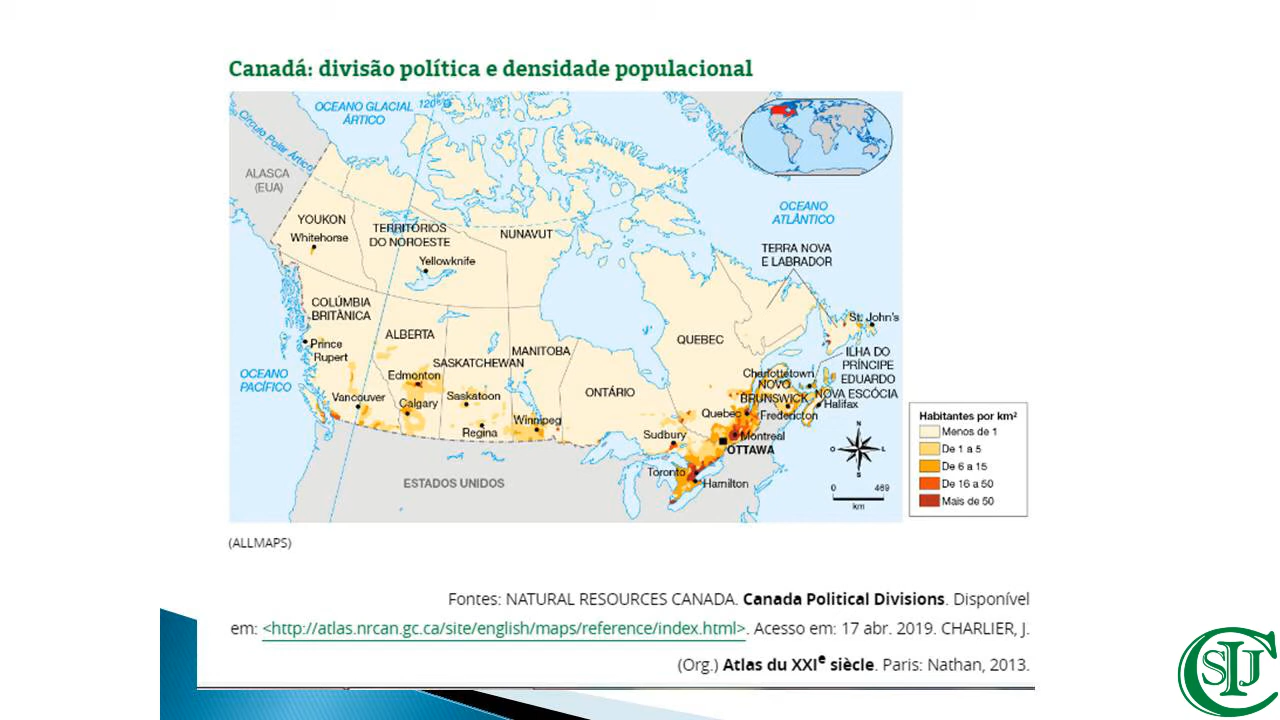 Canadá: divisão política e densidade populacional
OCEANO GLACIAL
ÁRTICO
120° O
Círculo Polar Ártico
ALASCA
(EUA)
OCEANO
ATLÂNTICO
YOUKON
Whitehorse
TERRITÓRIOS
DO NOROESTE
NUNAVUT
Yellowknife
TERRA NOVA
E LABRADOR
COLÚMBIA
BRITÂNICA
ALBERTA
St. John's
Prince
Rupert
SASKATCHEWAN
MANITOBA
QUEBEC
ILHA DO
PRÍNCIPE
EDUARDO
OCEANO
PACÍFICO
Edmonton
ONTÁRIO
Charlottetown
NOVO
BRUNSWICK
NOVA ESCÓCIA
Vancouver
Calgary
Saskatoon
Halifax
Quebec
Fredericton
Winnipeg
Regina
Sudbury
Montreal
OTTAWA
Toronto
Hamilton
ESTADOS UNIDOS
N
O
L
S
0 469
km
Habitantes por km²
Menos de 1
De 1 a 5
De 6 a 15
De 16 a 50
Mais de 50
(ALLMAPS)
Fontes: NATURAL RESOURCES CANADA. Canada Political Divisions. Disponível
em: <http://atlas.nrcan.gc.ca/site/english/maps/reference/index.html>. Acesso em: 17 abr. 2019. CHARLIER, J.
(Org.) Atlas du XXIe siècle. Paris: Nathan, 2013.
CSIJ